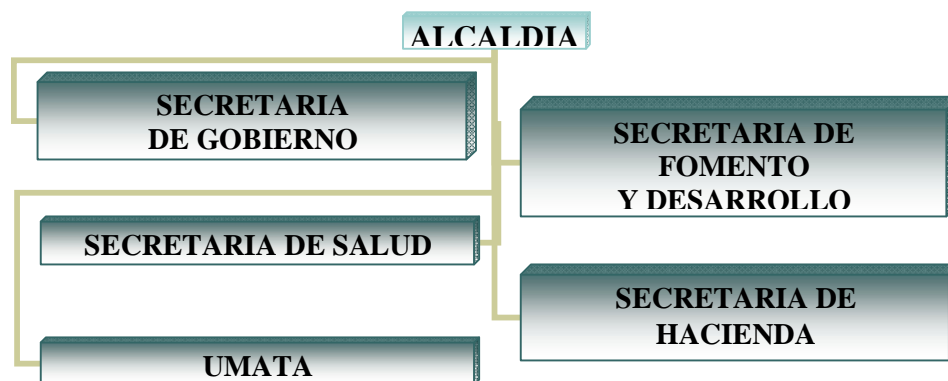 ALCALDIA
SECRETARIA
DE GOBIERNO
SECRETARIA DE
FOMENTO
Y DESARROLLO
SECRETARIA DE SALUD
SECRETARIA DE
HACIENDA
UMATA